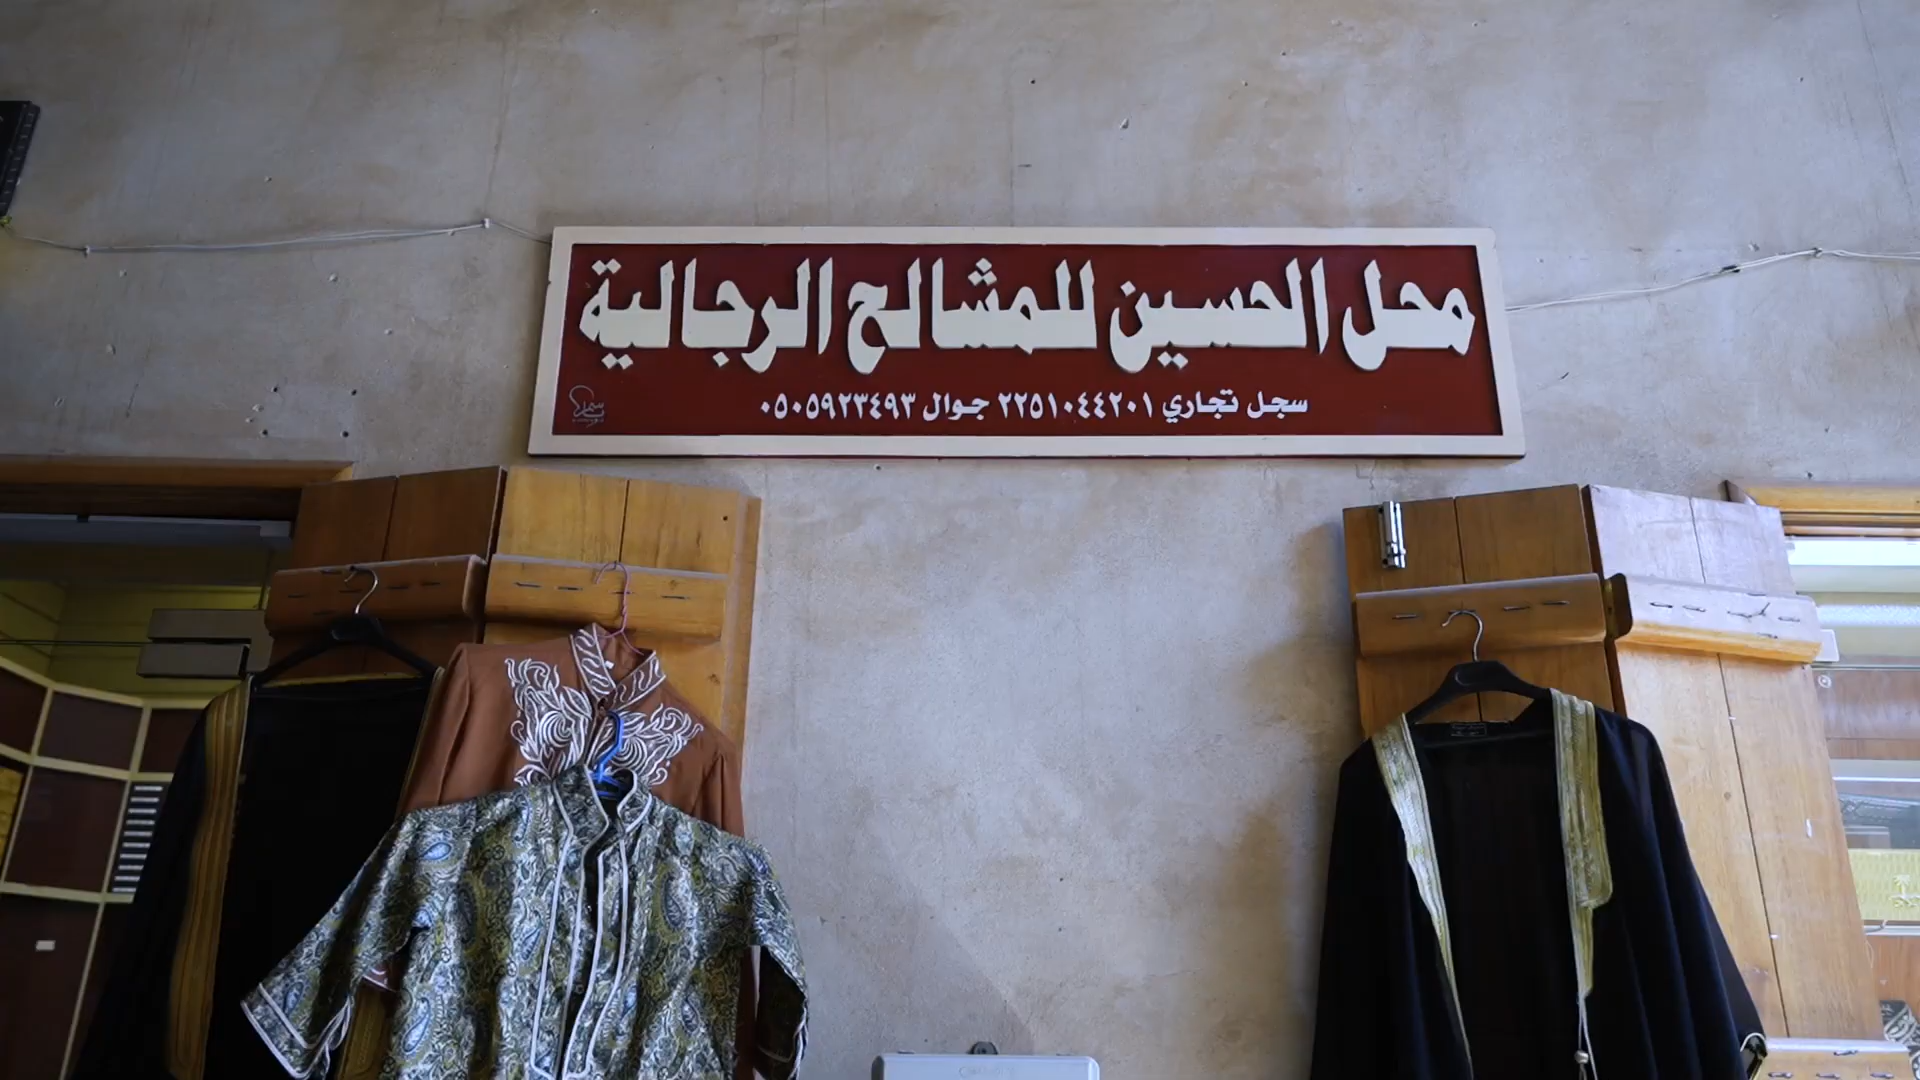 محل الحسين للمشالح الرجالية
سجل تجاري ٢٢٥١٠٤٤٢٠١ جوال ٠٥٠٥٩٢٣٤٩٣